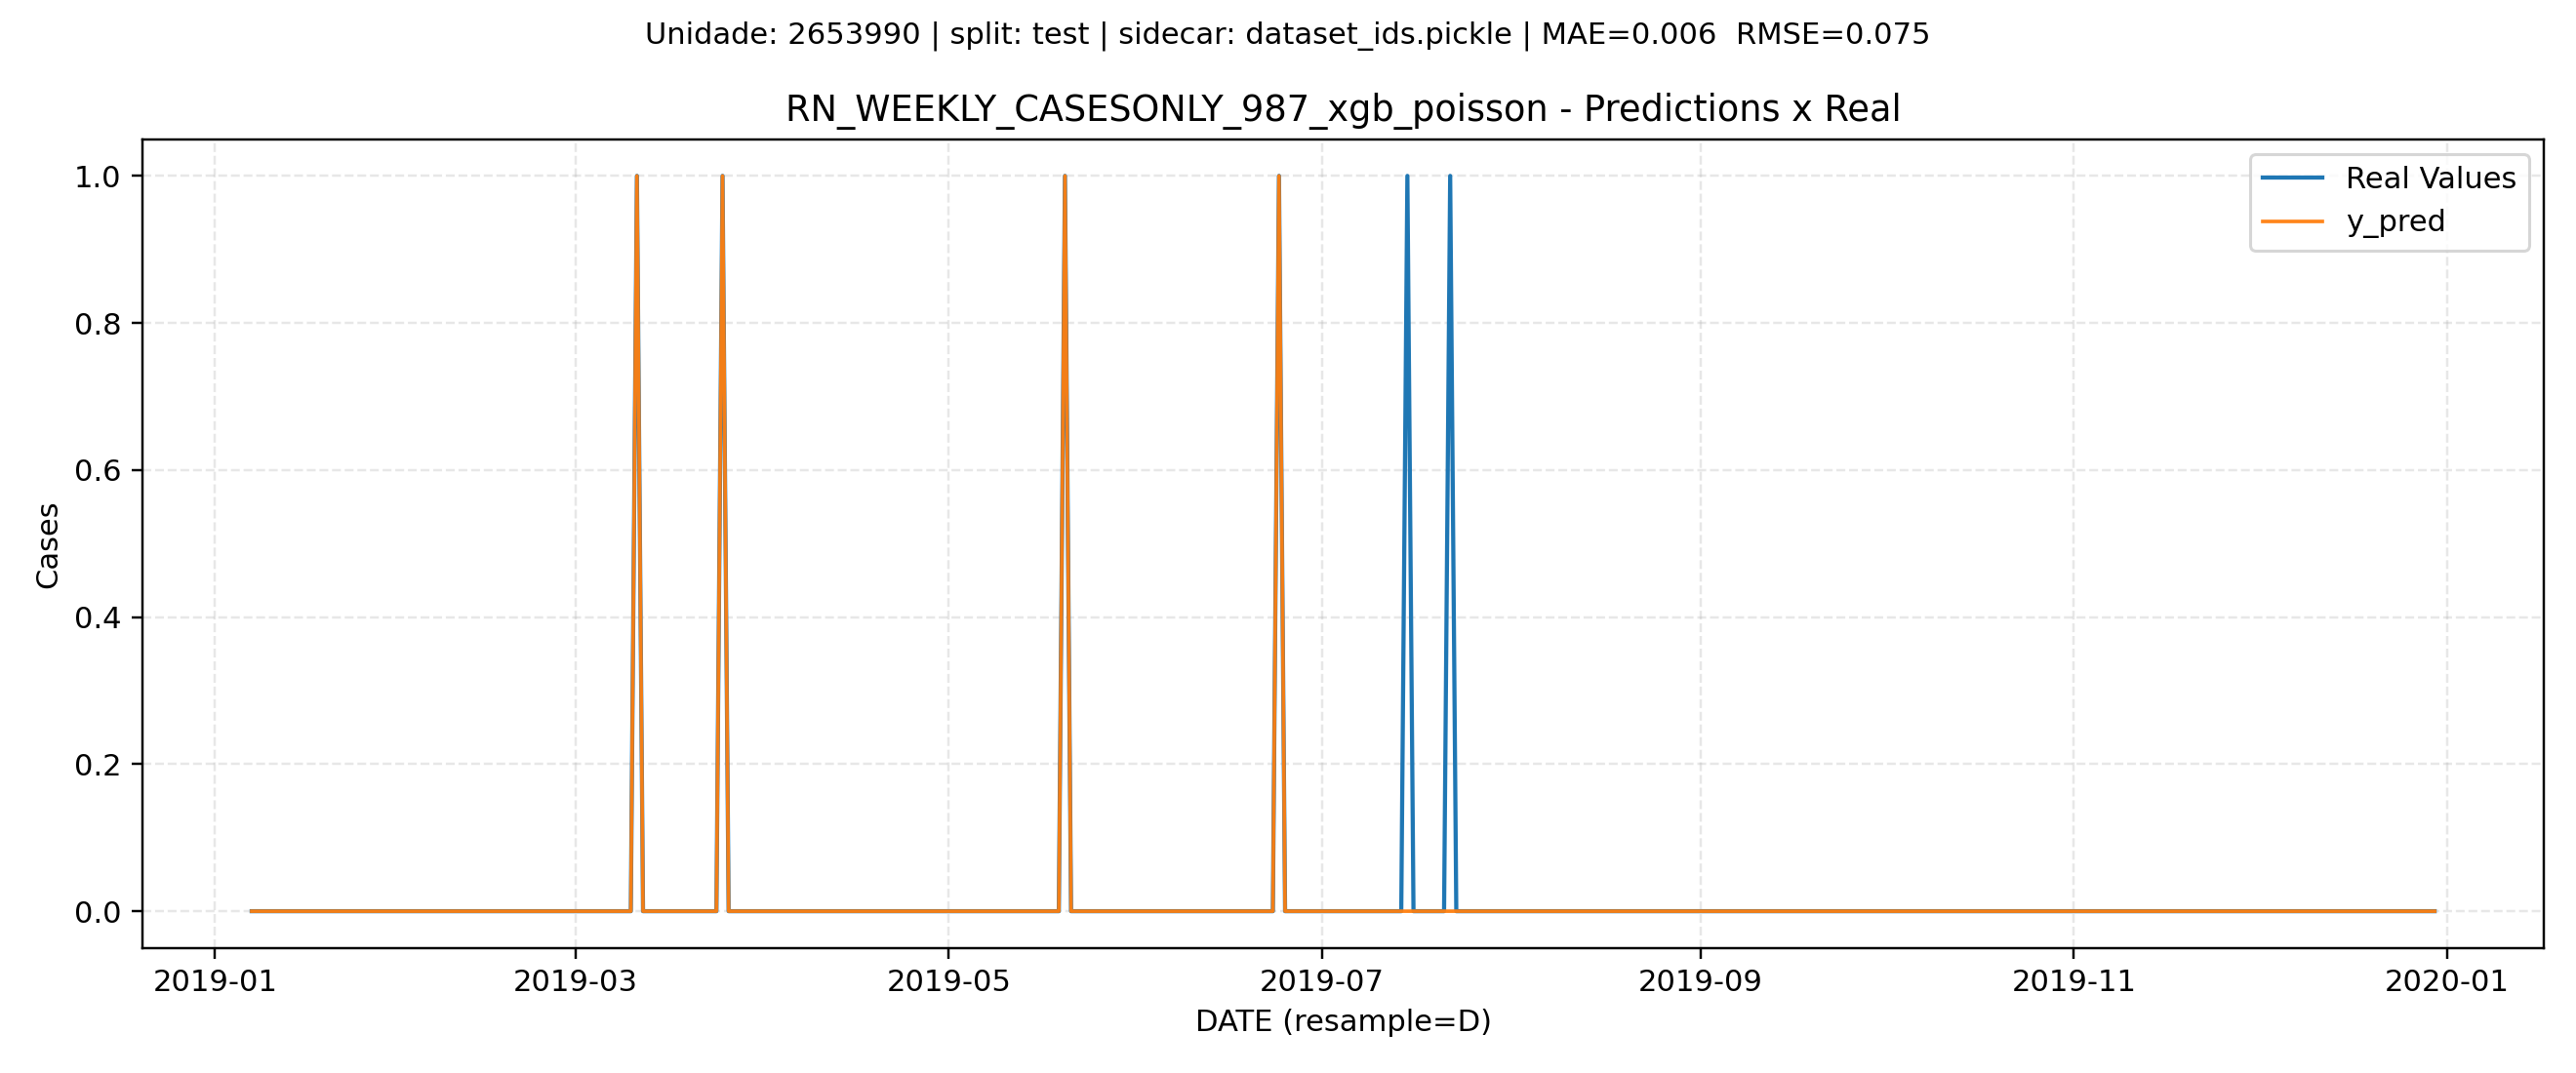 Unidade: 2653990 | split: test | sidecar: dataset_ids.pickle | MAE=0.006  RMSE=0.075
RN_WEEKLY_CASESONLY_987_xgb_poisson - Predictions x Real
Real Values
y_pred
1.0
0.8
0.6
0.4
0.2
0.0
Cases
2019-01
2019-03
2019-05
2019-07
2019-09
2019-11
2020-01
DATE (resample=D)